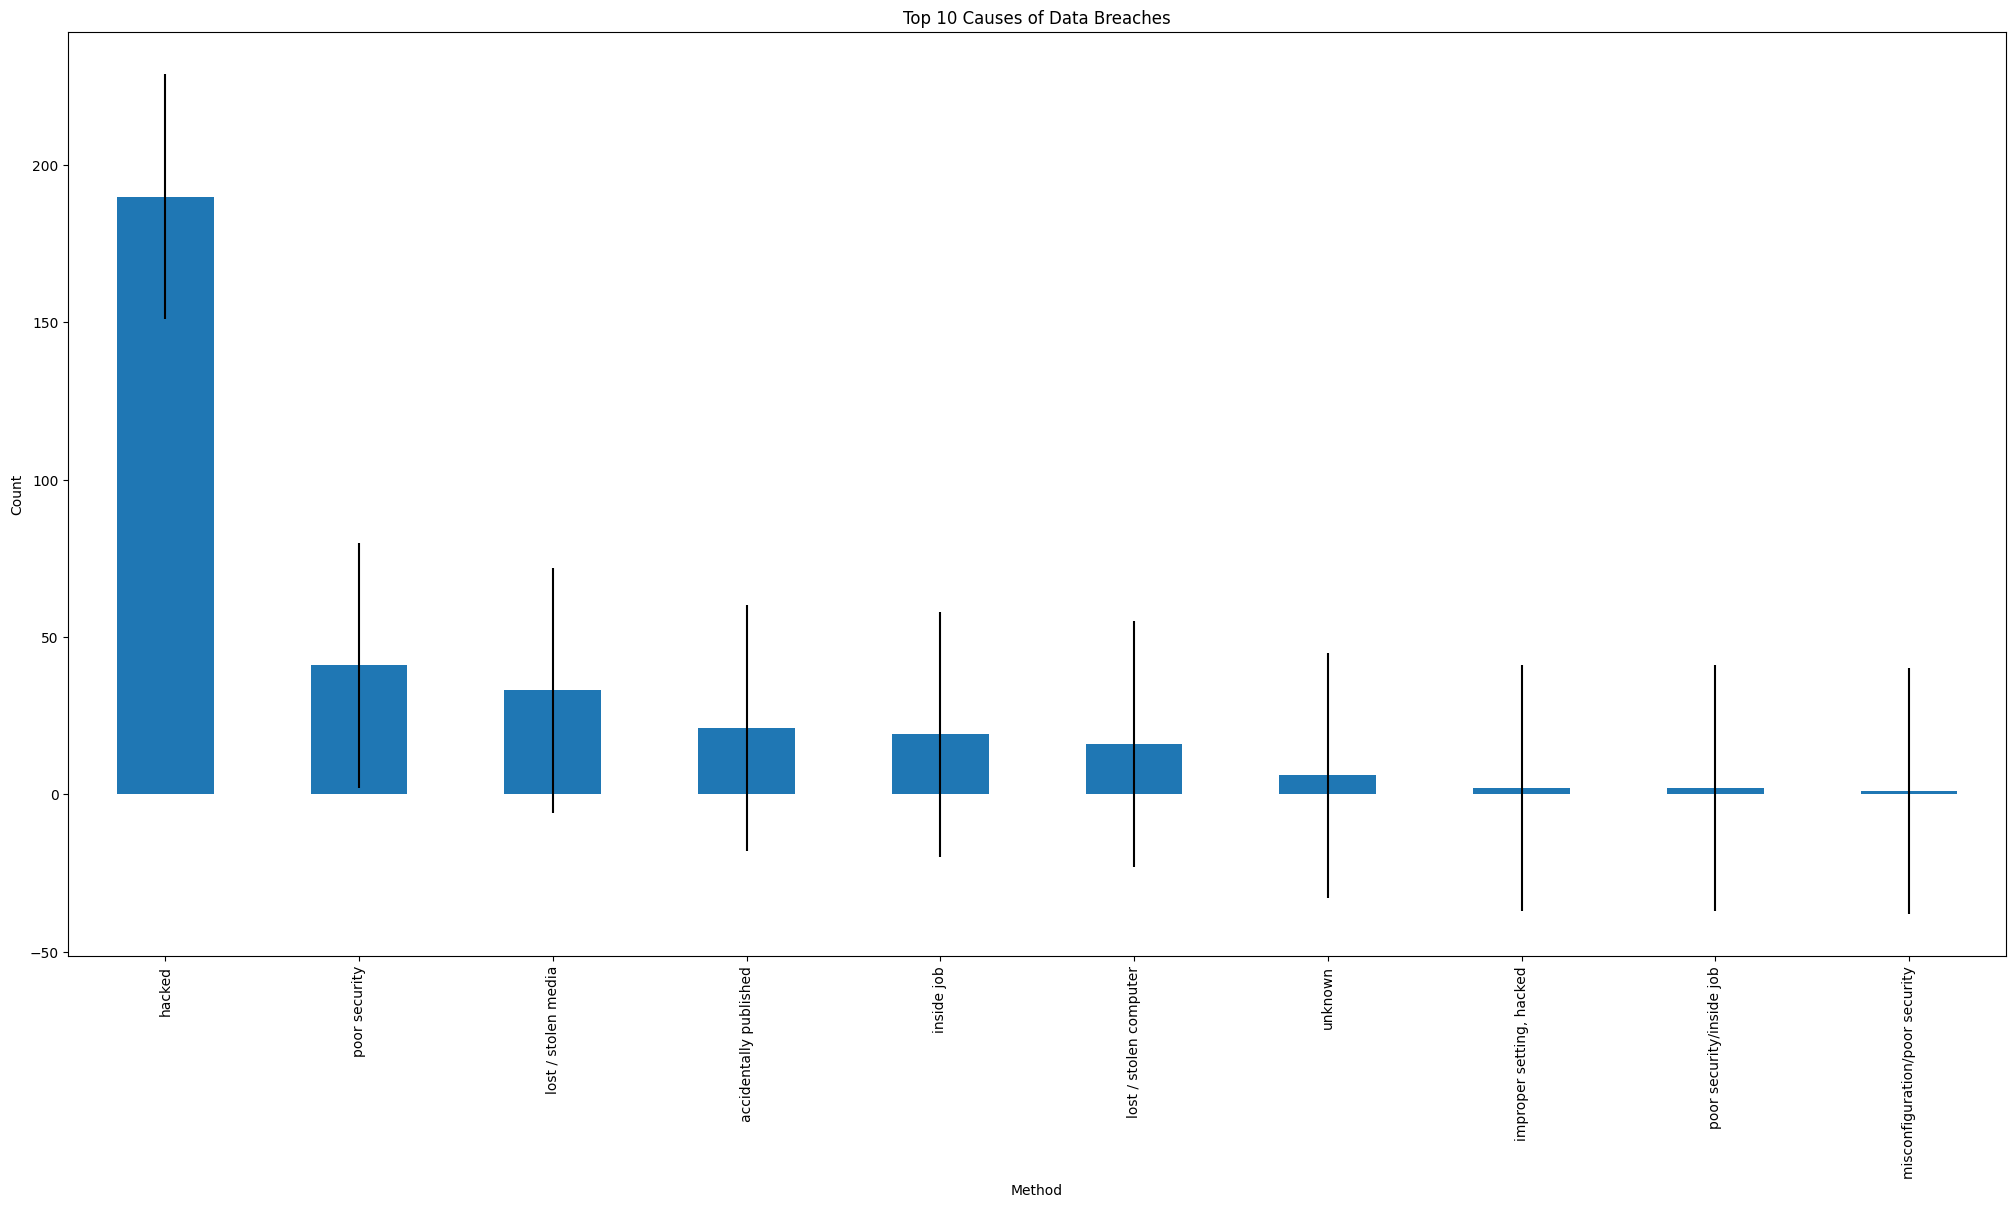 Top 10 Causes of Data Breaches
Count
200
150
100
50
0
−50
hacked
poor security
lost / stolen media
accidentally published
inside job
lost / stolen computer
unknown
improper setting, hacked
poor security/inside job
misconfiguration/poor security
Method